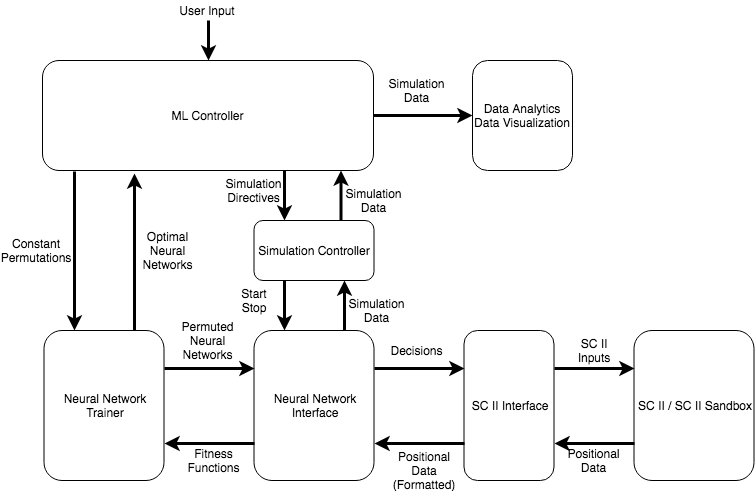 User Input
ML Controller
Simulation
Data
Data Analytics
Data Visualization
Simulation
Directives
Simulation
Data
Constant
Permutations
Optimal
Neural
Networks
Simulation Controller
Start
Stop
Simulation
Data
Permuted
Neural
Networks
Decisions
SC II
Inputs
Neural Network
Trainer
Neural Network
Interface
SC II Interface
SC II / SC II Sandbox
Fitness
Functions
Positional
Data
(Formatted)
Positional
Data